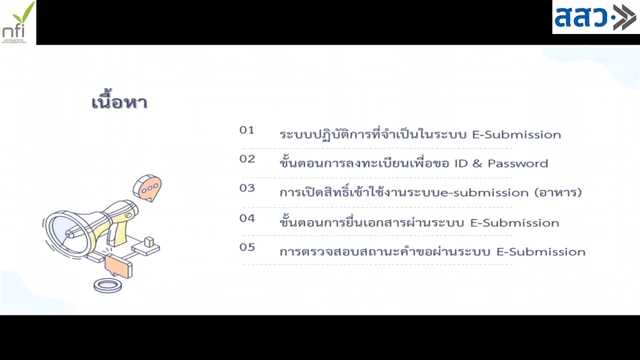 nfi
สสว.
เนื้อหา
01 ระบบปฏิบัติการที่จำเป็นในระบบ E-Submission
02 ขั้นตอนการลงทะเบียนเพื่อขอ ID & Password
03 การเปิดสิทธิ์เข้าใช้งานระบบe-submission (อาหาร)
04 ขั้นตอนการยื่นเอกสารผ่านระบบ E-Submission
05 การตรวจสอบสถานะคำขอผ่านระบบ E-Submission